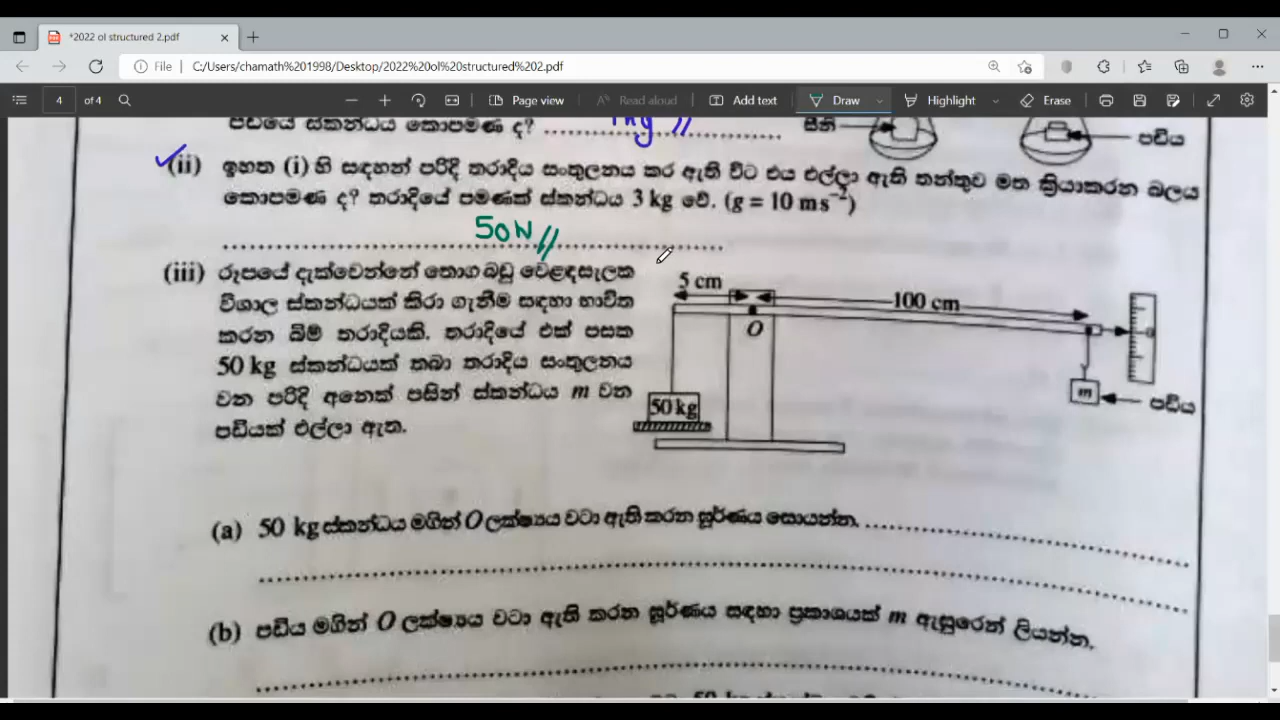 *2022 ol structured 2.pdf
File
C:/Users/chamath%201998/Desktop/2022%20ol%20structured%202.pdf
4 of 4
Page view
Read aloud
Add text
Draw
Highlight
Erase
පඩියේ ස්කන්ධය කොපමණ ද? 1kg //
සීනි
පඩිය
(ii) ඉහත (i) හි සඳහන් පරිදි තරාදිය සංතුලනය කර ඇති විට එය එල්ලා ඇති තන්තුව මත ක්‍රියාකරන බලය
කොපමණ ද? තරාදියේ පමණක් ස්කන්ධය 3 kg වේ. (g = 10 m s⁻²)
50N //
(iii) රූපයේ දැක්වෙන්නේ තොග බඩු වෙළඳසැලක
විශාල ස්කන්ධයක් කිරා ගැනීම සඳහා භාවිත
කරන බිම් තරාදියකි. තරාදියේ එක් පසක
50 kg ස්කන්ධයක් තබා තරාදිය සංතුලනය
වන පරිදි අනෙක් පසින් ස්කන්ධය m වන
පඩියක් එල්ලා ඇත.
5 cm
100 cm
O
50 kg
m
පඩිය
(a) 50 kg ස්කන්ධය මගින් O ලක්ෂ්‍යය වටා ඇති කරන සූර්ණය සොයන්න.
(b) පඩිය මගින් O ලක්ෂ්‍යය වටා ඇති කරන සූර්ණය සඳහා ප්‍රකාශයක් m ඇසුරෙන් ලියන්න.